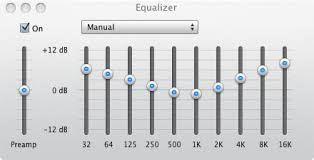 Equalizer
On
Manual
+12 dB
+0 dB
-12 dB
Preamp 32 64 125 250 500 1K 2K 4K 8K 16K